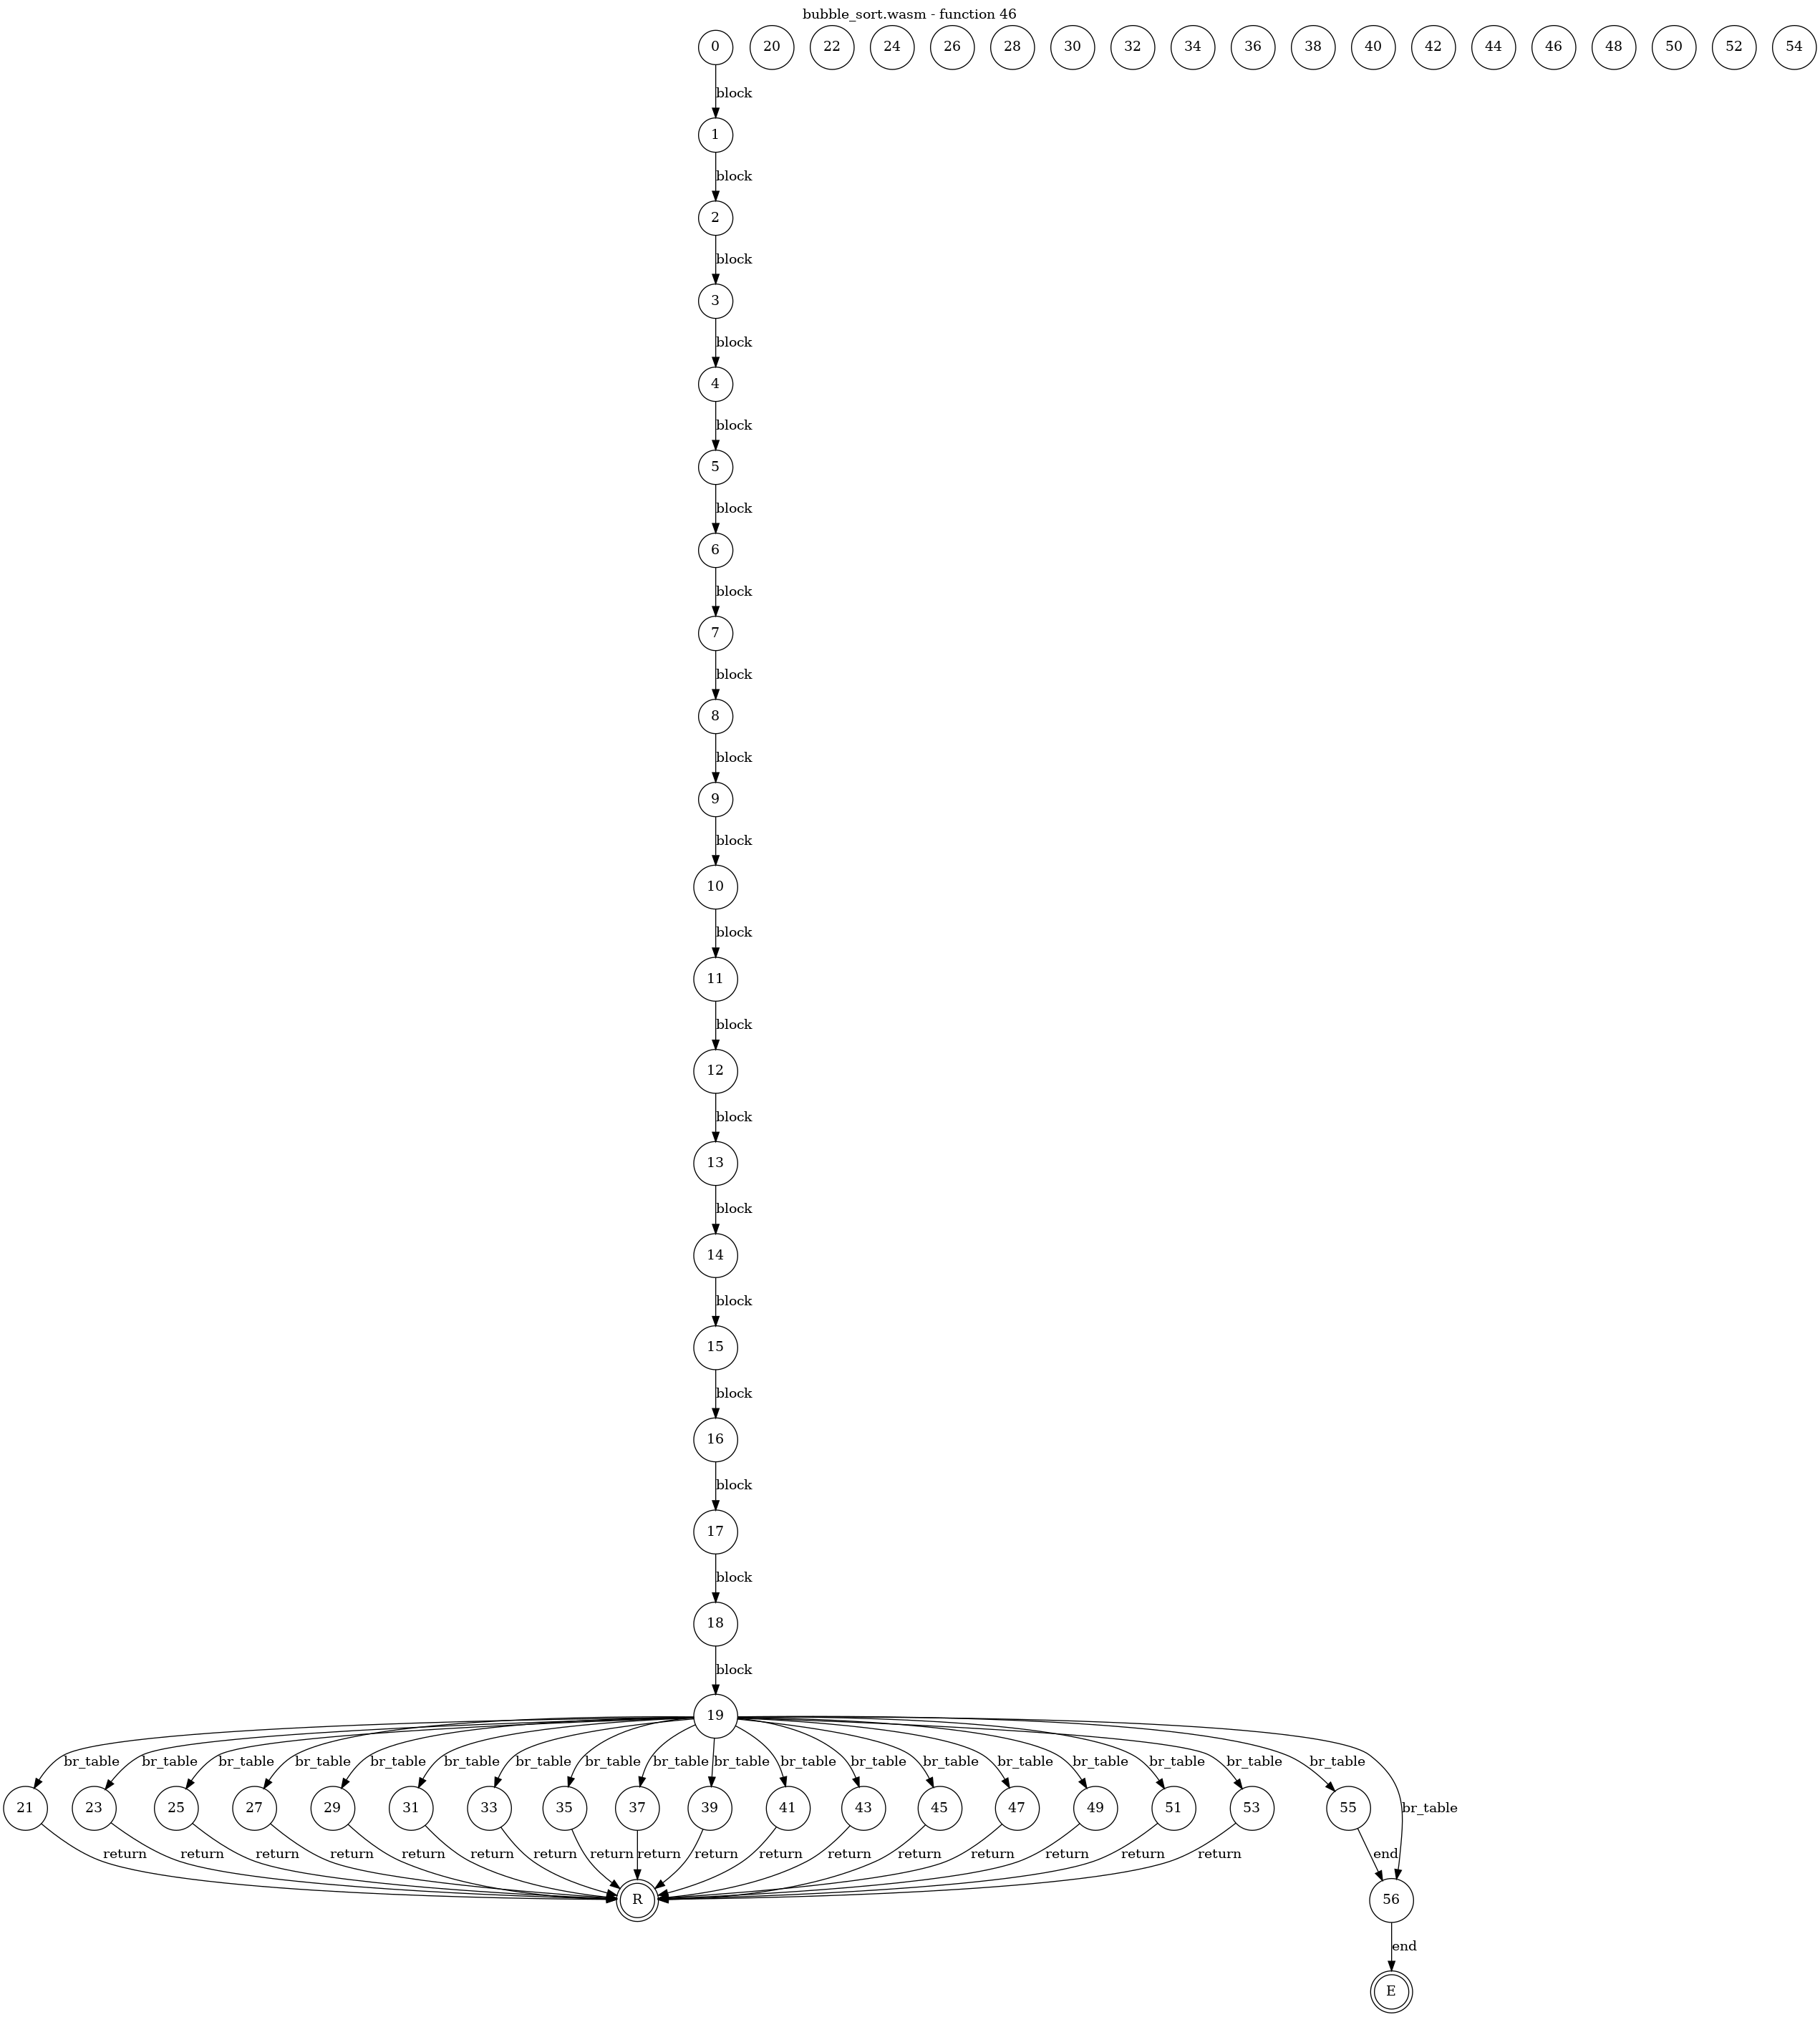 bubble_sort.wasm - function 46
0 20 22 24 26 28 30 32 34 36 38 40 42 44 46 48 50 52 54
block
1
block
2
block
3
block
4
block
5
block
6
block
7
block
8
block
9
block
10
block
11
block
12
block
13
block
14
block
15
block
16
block
17
block
18
block
19
br_table br_table br_table br_table br_table br_table br_table br_table br_table br_table br_table br_table br_table br_table br_table br_table br_table br_table
21 23 25 27 29 31 33 35 37 39 41 43 45 47 49 51 53 55 br_table
return return return return return return return return return return return return return return return return return end
R 56
end
E